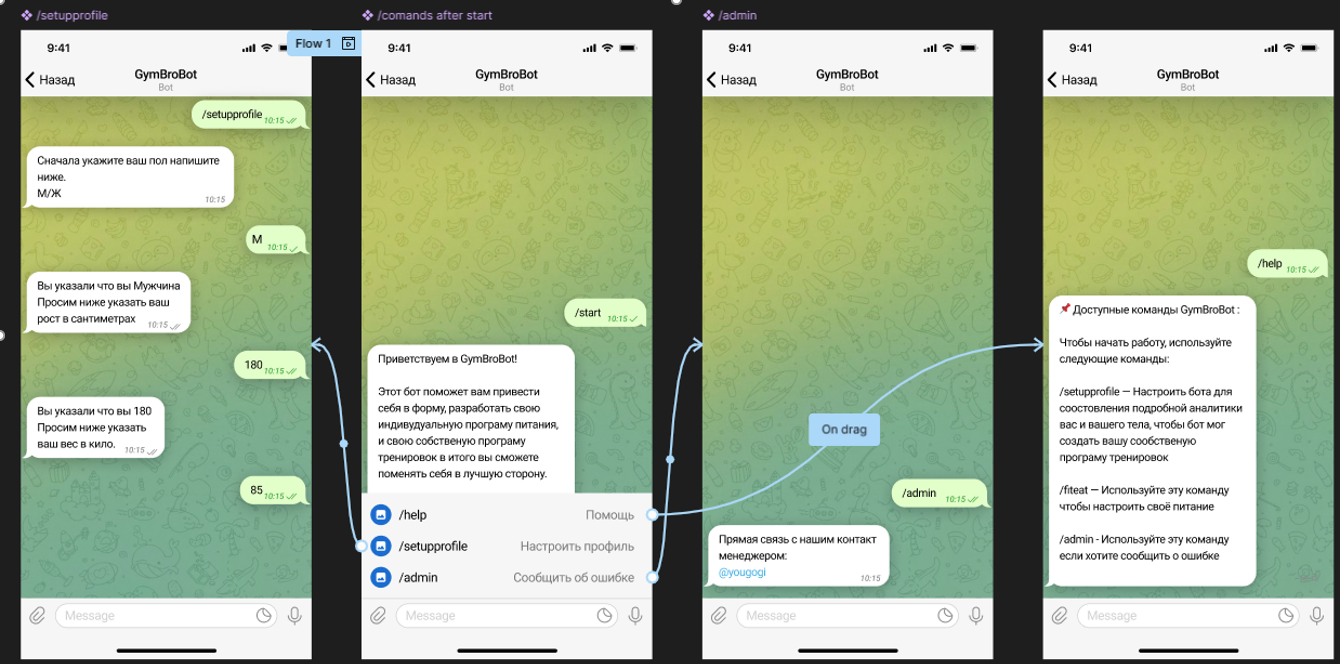 /setupprofile
9:41
Назад
GymBroBot
Bot
/setupprofile 10:15
Сначала укажите ваш пол напишите
ниже.
М/Ж
10:15
М 10:15
Вы указали что вы Мужчина
Просим ниже указать ваш
рост в сантиметрах 10:15
180 10:15
Вы указали что вы 180
Просим ниже указать
ваш вес в кило. 10:15
85 10:15
Message
/comands after start
Flow 1
9:41
Назад
GymBroBot
Bot
/start 10:15
Приветствуем в GymBroBot!
Этот бот поможет вам привести
себя в форму, разработать свою
индивудуальную програму питания,
и свою собственую програму
тренировок в итого вы сможете
поменять себя в лучшую сторону.
/help Помощь
/setupprofile Настроить профиль
/admin Сообщить об ошибке
Message
/admin
9:41
Назад
GymBroBot
Bot
On drag
/admin 10:15
Прямая связь с нашим контакт
менеджером:
@yougogi
10:15
Message
9:41
Назад
GymBroBot
Bot
/help 10:15
📌Доступные команды GymBroBot :
Чтобы начать работу, используйте
следующие команды:
/setupprofile — Настроить бота для
соостовления подробной аналитики
вас и вашего тела, чтобы бот мог
создать вашу сообственую
програму тренировок
/fiteat — Используйте эту команду
чтобы настроить своё питание
/admin - Используйте эту команду
если хотите сообщить о ошибке
Message